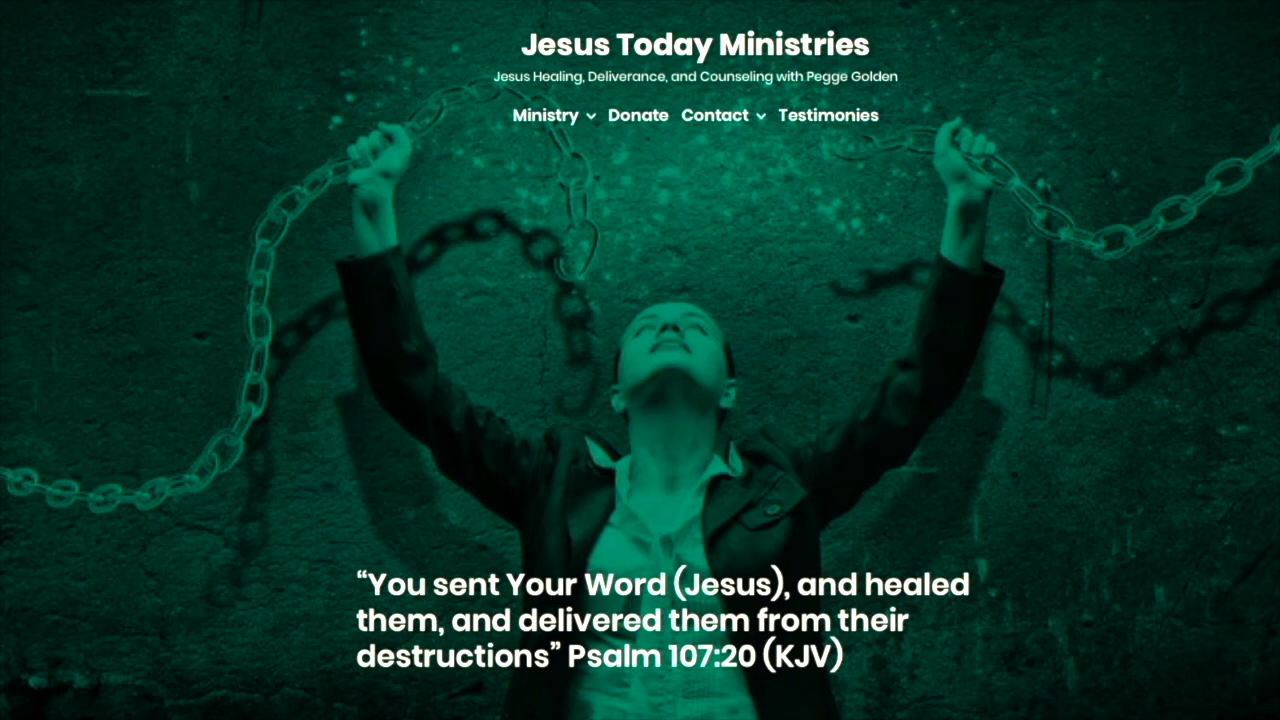 Jesus Today Ministries
Jesus Healing, Deliverance, and Counseling with Pegge Golden
Ministry Donate Contact Testimonies
“You sent Your Word (Jesus), and healed
them, and delivered them from their
destructions” Psalm 107:20 (KJV)